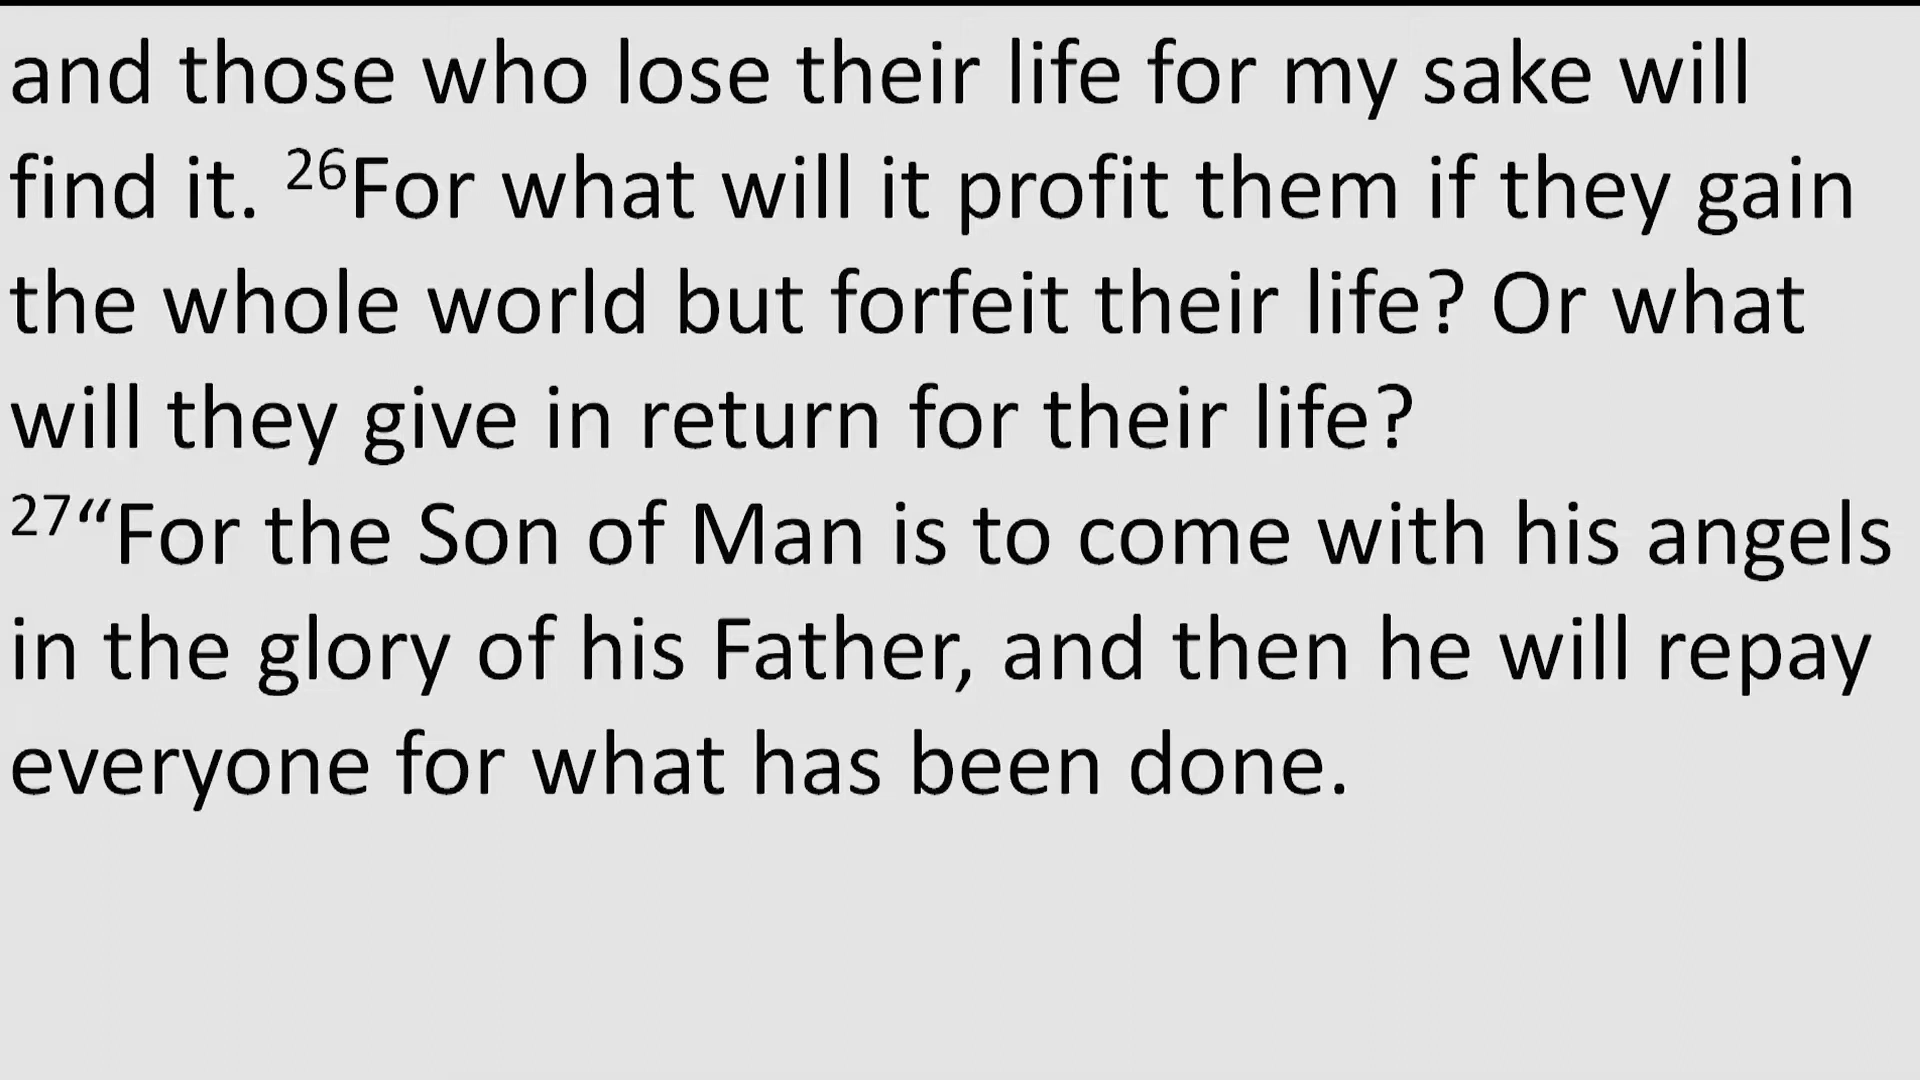 and those who lose their life for my sake will
find it. ²⁶For what will it profit them if they gain
the whole world but forfeit their life? Or what
will they give in return for their life?
²⁷“For the Son of Man is to come with his angels
in the glory of his Father, and then he will repay
everyone for what has been done.